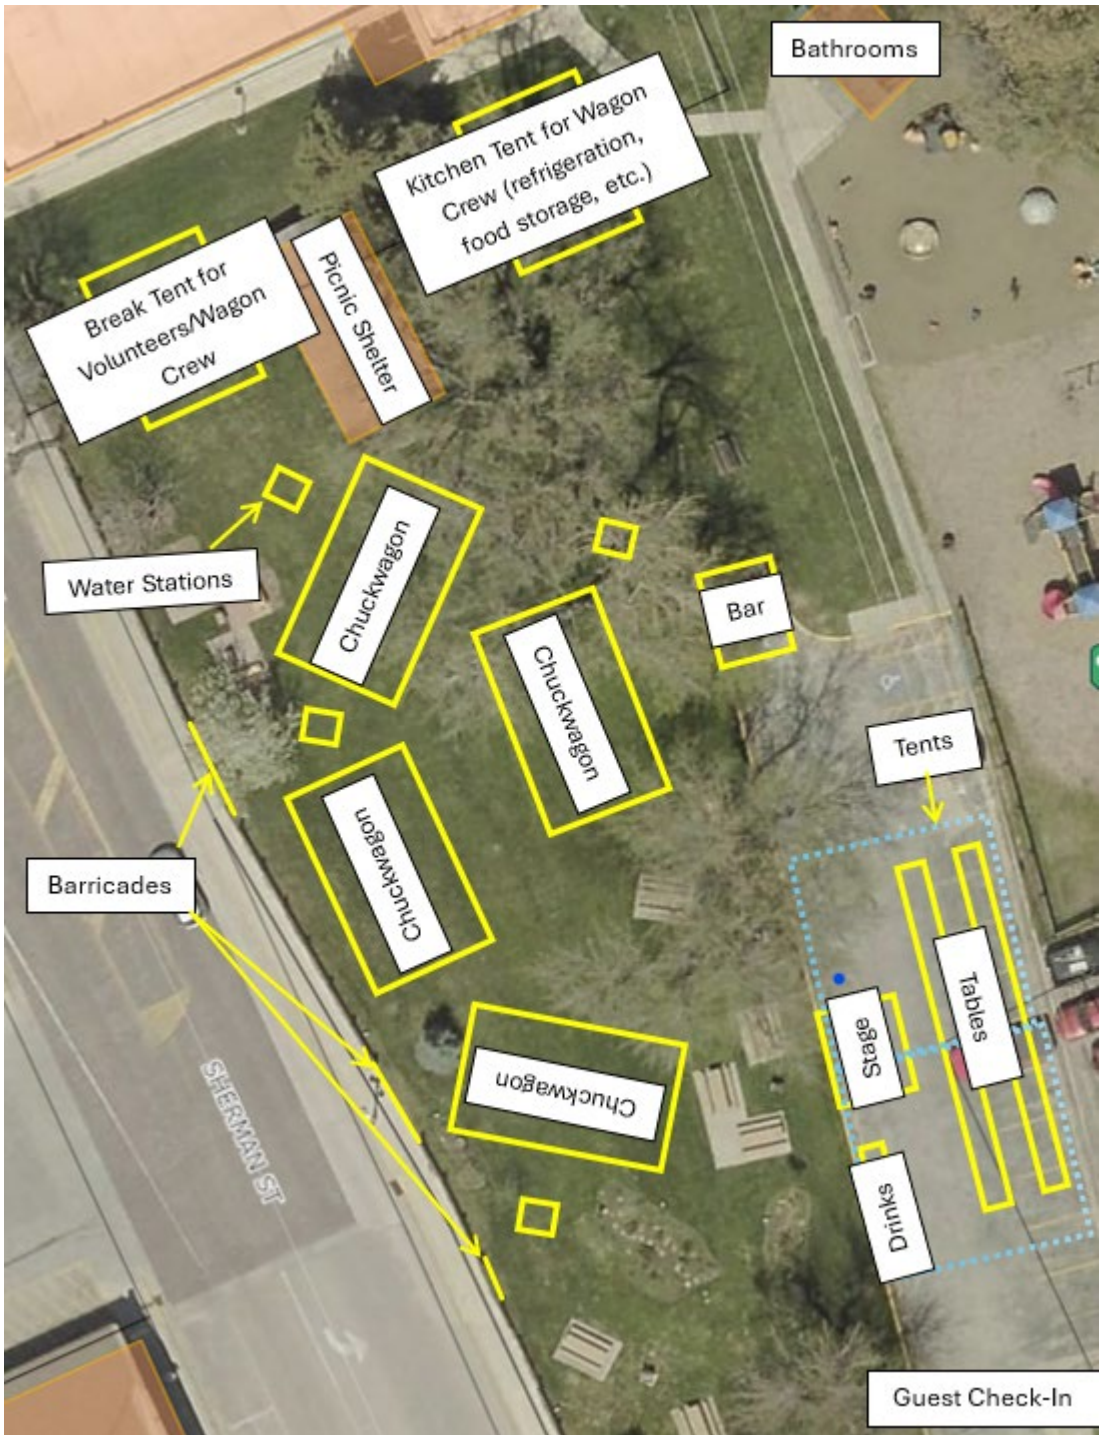 Bathrooms
Kitchen Tent for Wagon
Crew (refrigeration,
food storage, etc.)
Break Tent for
Volunteers/Wagon
Crew
Picnic Shelter
Water Stations
Chuckwagon
Chuckwagon
Bar
Tents
Chuckwagon
Barricades
Tables
Stage
Chuckwagon
SHERMAN ST
Drinks
Guest Check-In